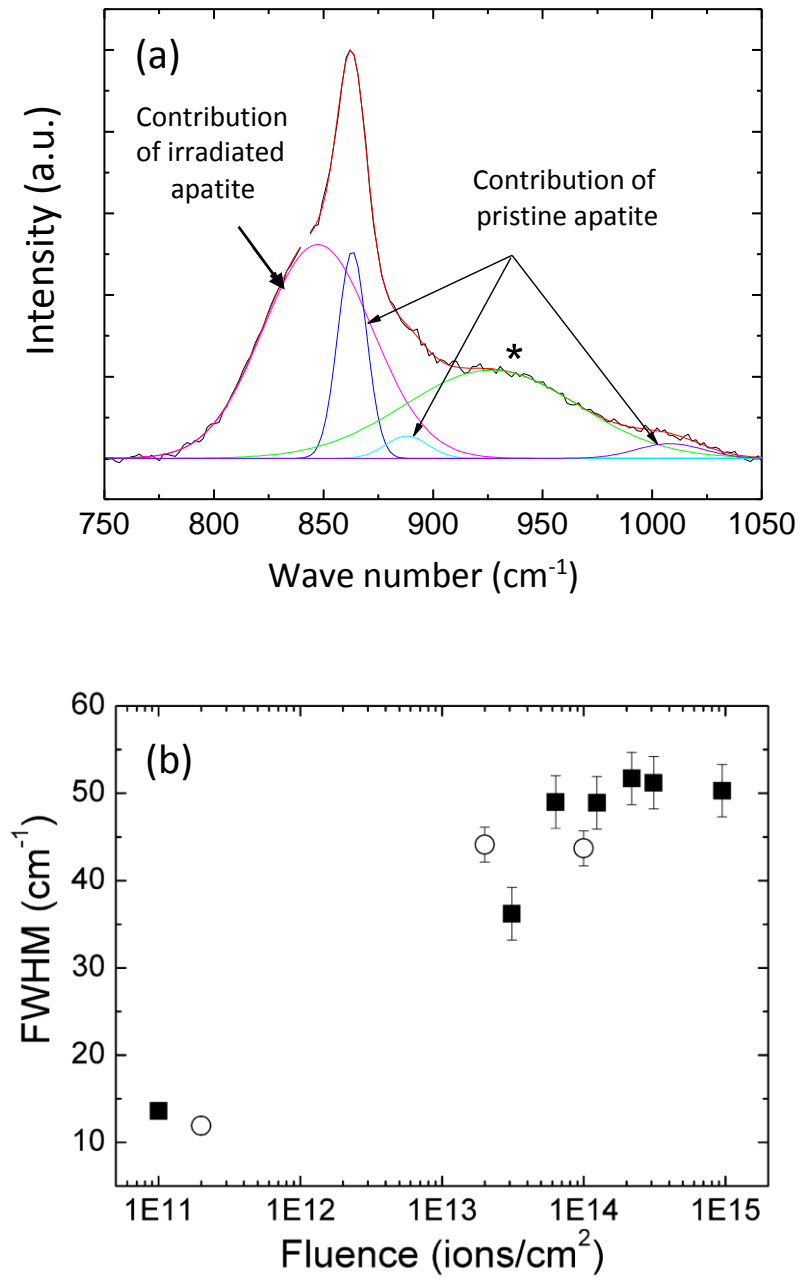 (a)
Contribution
of irradiated
apatite
Contribution of
pristine apatite
*
Intensity (a.u.)
750 800 850 900 950 1000 1050
Wave number (cm⁻¹)
(b)
60
50
40
30
20
10
FWHM (cm⁻¹)
1E11 1E12 1E13 1E14 1E15
Fluence (ions/cm²)